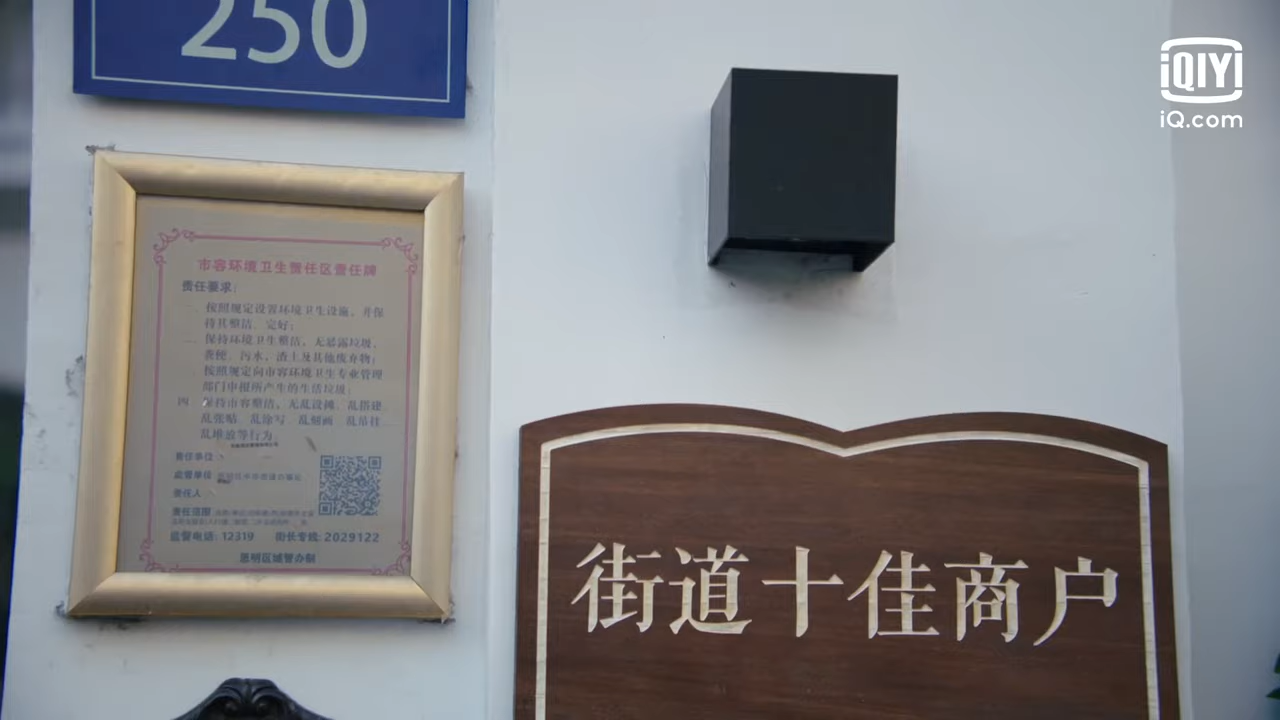 250
iQIYI
iQ.com
市容环境卫生责任区责任牌
责任要求:
一、按照规定设置环境卫生设施，并保
持其整洁、完好;
二、保持环境卫生整洁，无暴露垃圾、
粪便、污水，渣土及其他废弃物;
按照规定向市容环境卫生专业管理
部门申报所产生的生活垃圾;
四、保持市容整洁，无乱设摊、乱搭建、
乱张贴、乱涂写、乱刻画、乱吊挂、
乱堆放等行为。
责任单位
监督单位
责任人
责任范围
监督电话: 12319 街长专线: 2029122
思明区城管办制
街道十佳商户